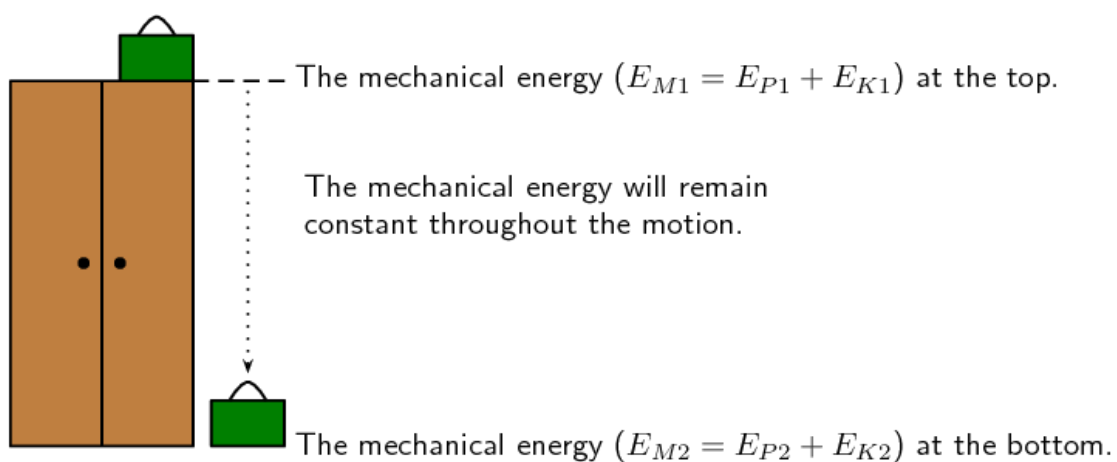 The mechanical energy (E_{M1} = E_{P1} + E_{K1}) at the top.
The mechanical energy will remain
constant throughout the motion.
The mechanical energy (E_{M2} = E_{P2} + E_{K2}) at the bottom.